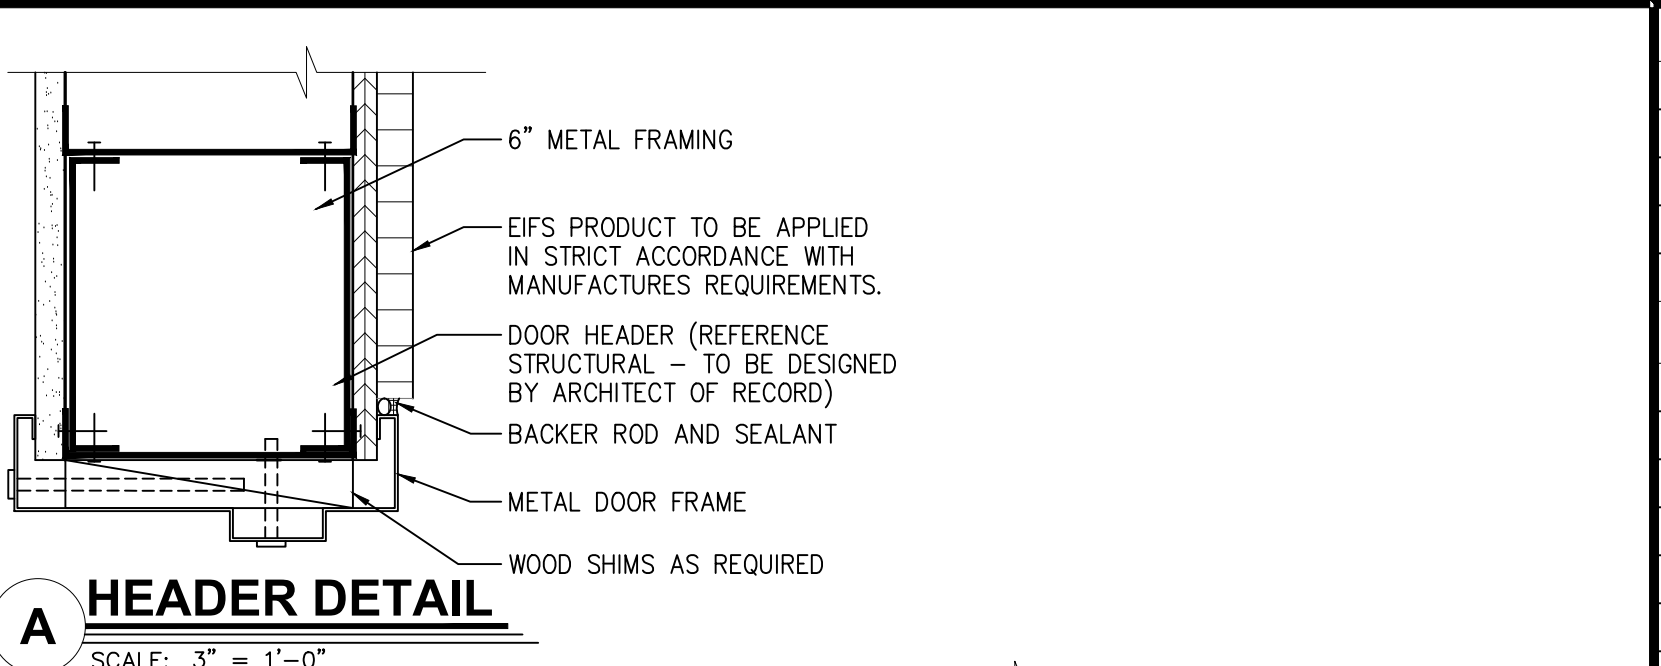 6” METAL FRAMING
EIFS PRODUCT TO BE APPLIED
IN STRICT ACCORDANCE WITH
MANUFACTURES REQUIREMENTS.
DOOR HEADER (REFERENCE
STRUCTURAL – TO BE DESIGNED
BY ARCHITECT OF RECORD)
BACKER ROD AND SEALANT
METAL DOOR FRAME
WOOD SHIMS AS REQUIRED
A HEADER DETAIL
SCALE: 3” = 1’–0”